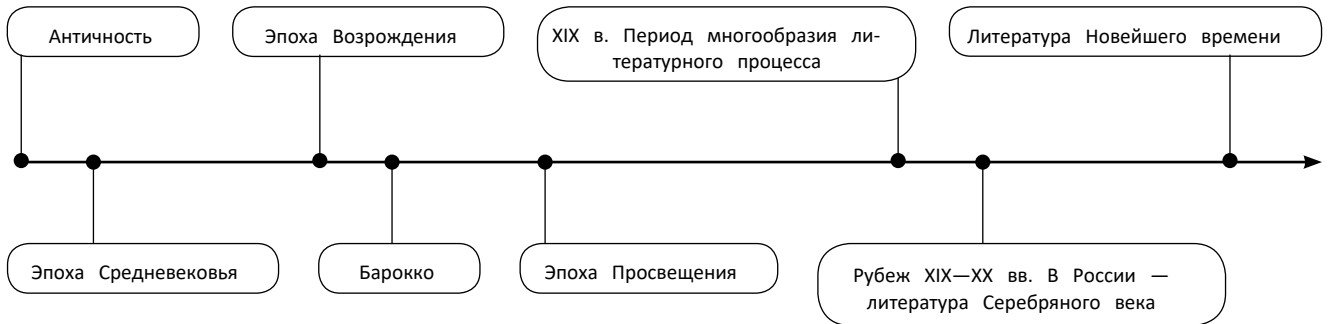 Античность
Эпоха Возрождения
XIX в. Период многообразия ли-
тературного процесса
Литература Новейшего времени
Эпоха Средневековья
Барокко
Эпоха Просвещения
Рубеж XIX—XX вв. В России —
литература Серебряного века